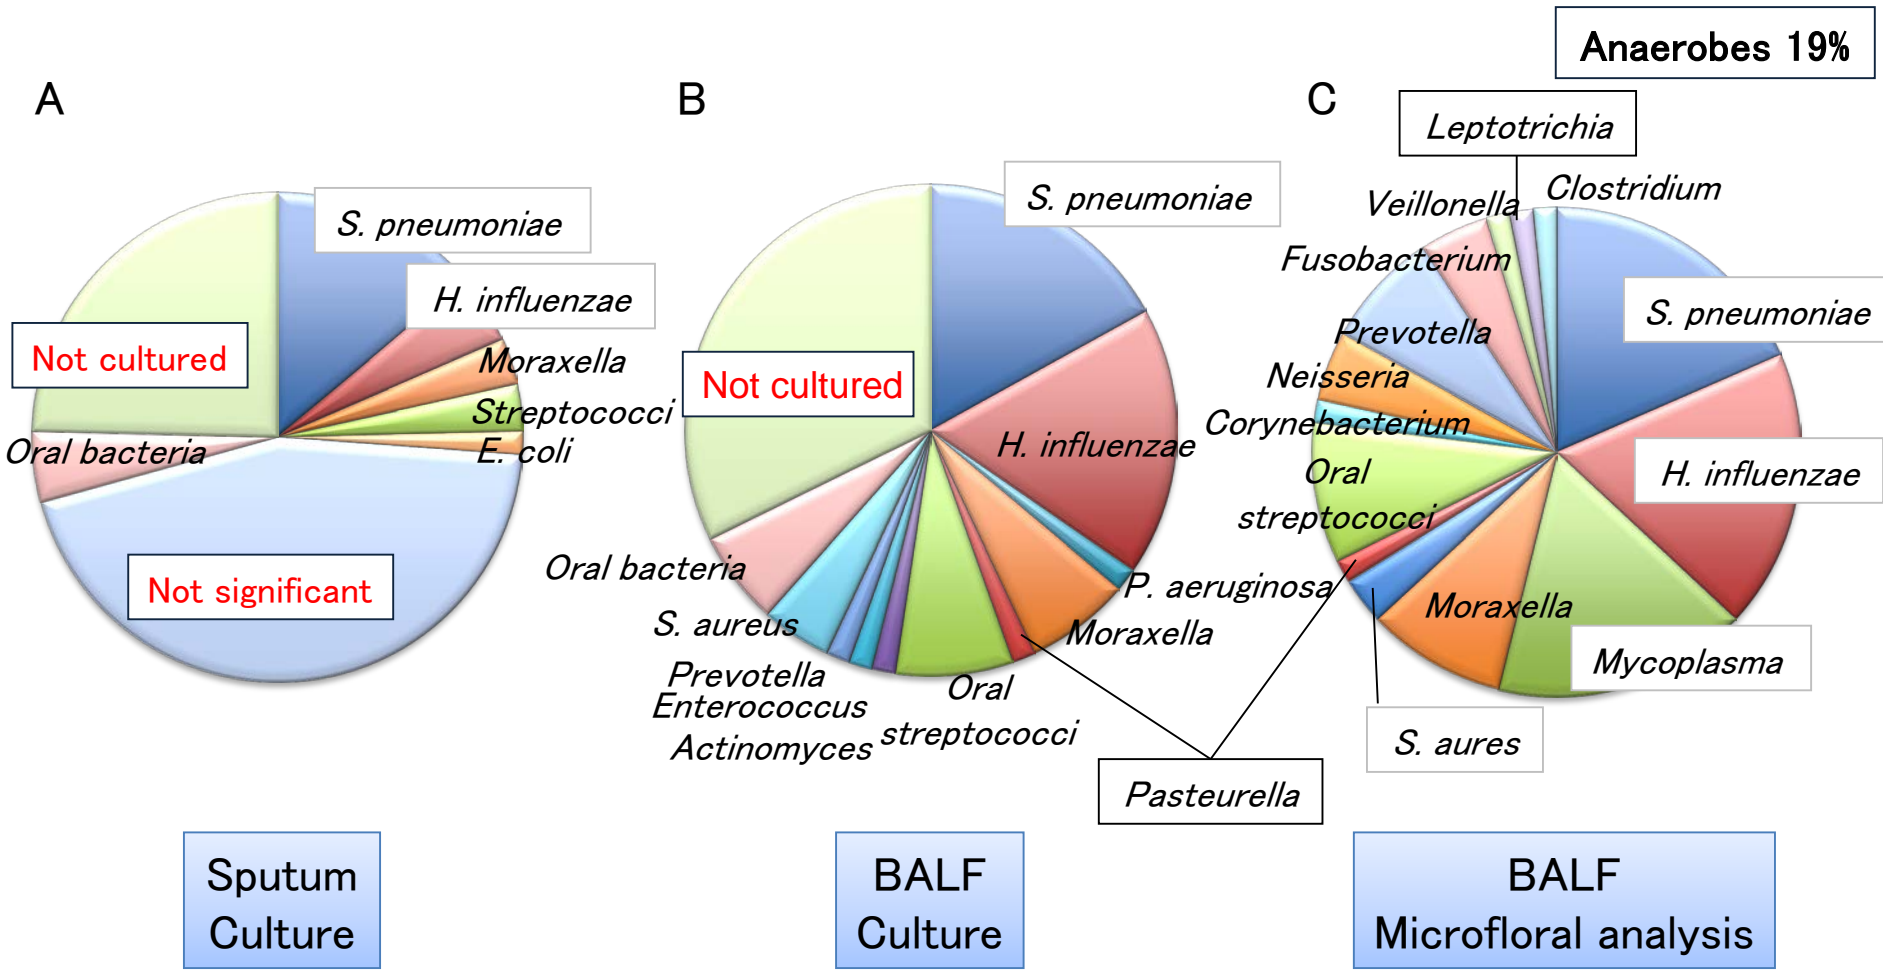 Anaerobes 19%
A
S. pneumoniae
H. influenzae
Moraxella
Streptococci
E. coli
Not significant
Oral bacteria
Not cultured
Sputum
Culture
B
S. pneumoniae
H. influenzae
P. aeruginosa
Moraxella
Pasteurella
Oral
streptococci
Actinomyces
Enterococcus
Prevotella
S. aureus
Oral bacteria
Not cultured
BALF
Culture
C
Leptotrichia
Clostridium
Veillonella
Fusobacterium
Prevotella
Neisseria
Corynebacterium
Oral
streptococci
S. pneumoniae
H. influenzae
Mycoplasma
Moraxella
S. aures
BALF
Microfloral analysis